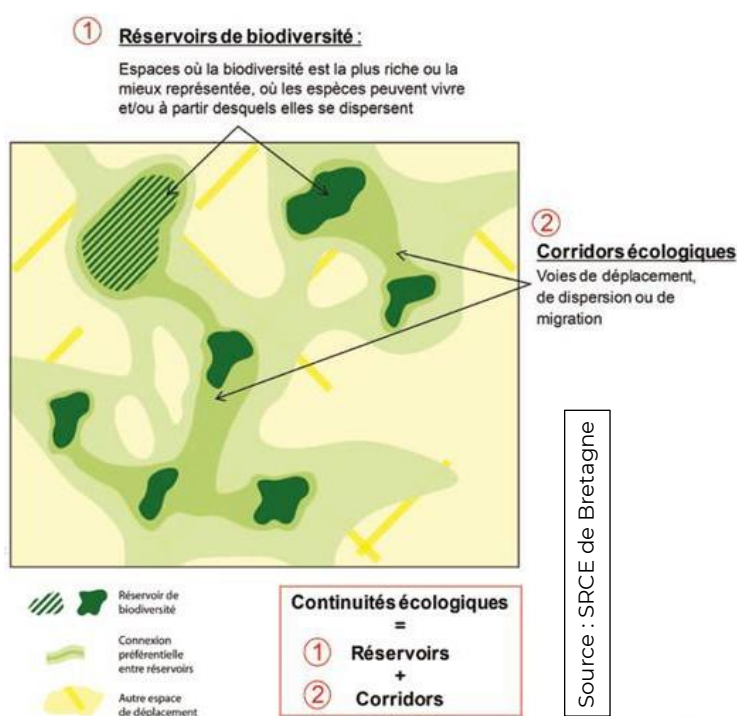 ① Réservoirs de biodiversité :
Espaces où la biodiversité est la plus riche ou la
mieux représentée, où les espèces peuvent vivre
et/ou à partir desquels elles se dispersent
②
Corridors écologiques
Voies de déplacement,
de dispersion ou de
migration
Source : SRCE de Bretagne
Réservoir de
biodiversité
Connexion
préférentielle
entre réservoirs
Autre espace
de déplacement
Continuités écologiques
=
① Réservoirs
+
② Corridors